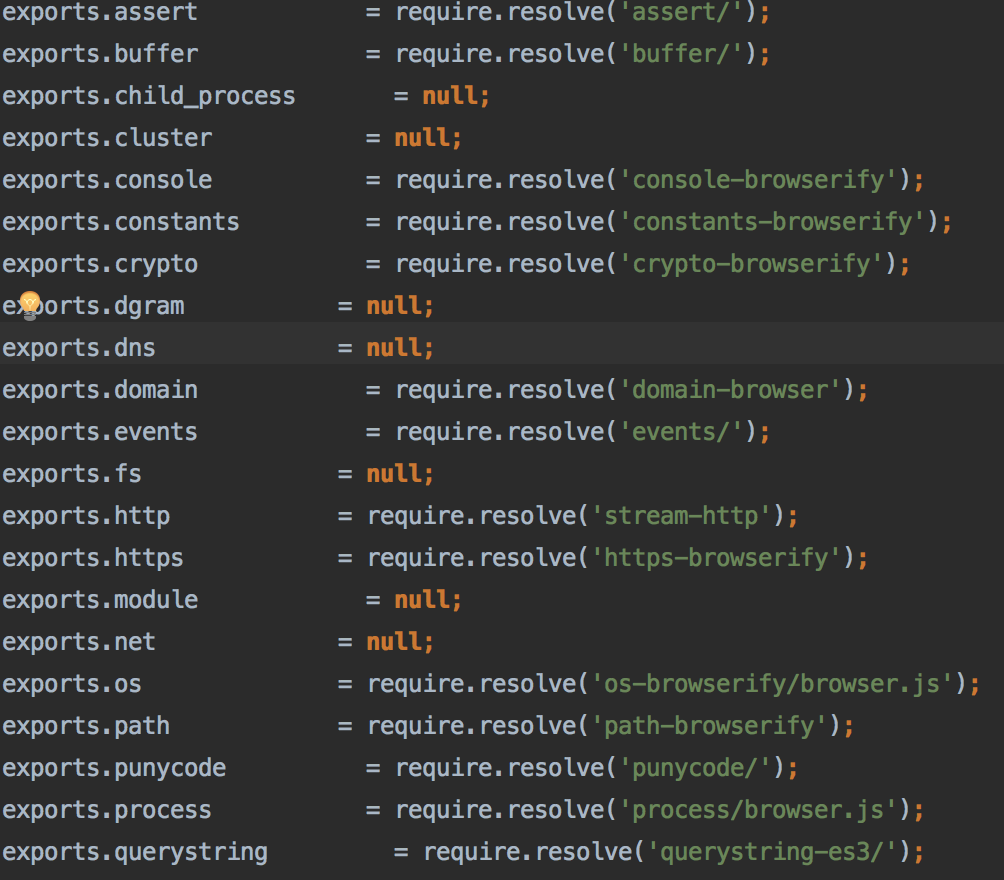 exports.assert            = require.resolve('assert/');
exports.buffer            = require.resolve('buffer/');
exports.child_process       = null;
exports.cluster           = null;
exports.console           = require.resolve('console-browserify');
exports.constants         = require.resolve('constants-browserify');
exports.crypto            = require.resolve('crypto-browserify');
exports.dgram           = null;
exports.dns             = null;
exports.domain            = require.resolve('domain-browser');
exports.events            = require.resolve('events/');
exports.fs              = null;
exports.http            = require.resolve('stream-http');
exports.https           = require.resolve('https-browserify');
exports.module            = null;
exports.net             = null;
exports.os              = require.resolve('os-browserify/browser.js');
exports.path            = require.resolve('path-browserify');
exports.punycode          = require.resolve('punycode/');
exports.process           = require.resolve('process/browser.js');
exports.querystring         = require.resolve('querystring-es3/');